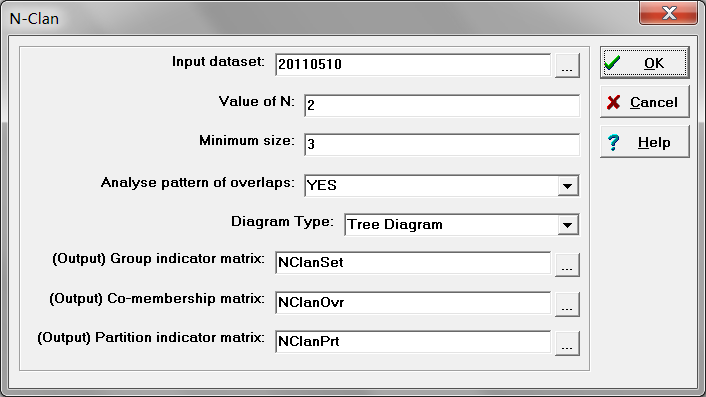 N-Clan
Input dataset: 20110510 ...
OK
Value of N: 2
Cancel
Minimum size: 3
Help
Analyse pattern of overlaps: YES
Diagram Type: Tree Diagram
(Output) Group indicator matrix: NClanSet ...
(Output) Co-membership matrix: NClanOvr ...
(Output) Partition indicator matrix: NClanPrt ...